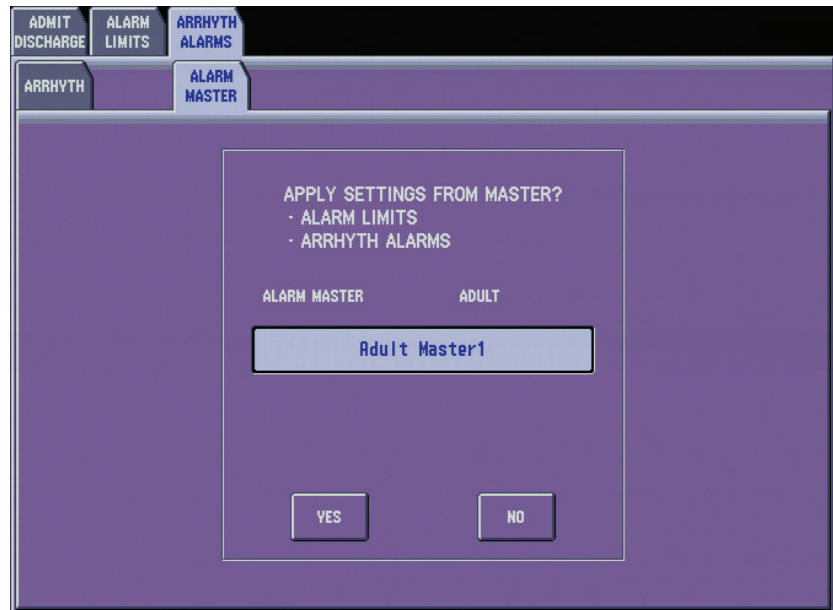 ADMIT DISCHARGE
ALARM LIMITS
ARRHYTH ALARMS
ARRHYTH
ALARM MASTER
APPLY SETTINGS FROM MASTER?
- ALARM LIMITS
- ARRHYTH ALARMS
ALARM MASTER ADULT
Adult Master1
YES NO